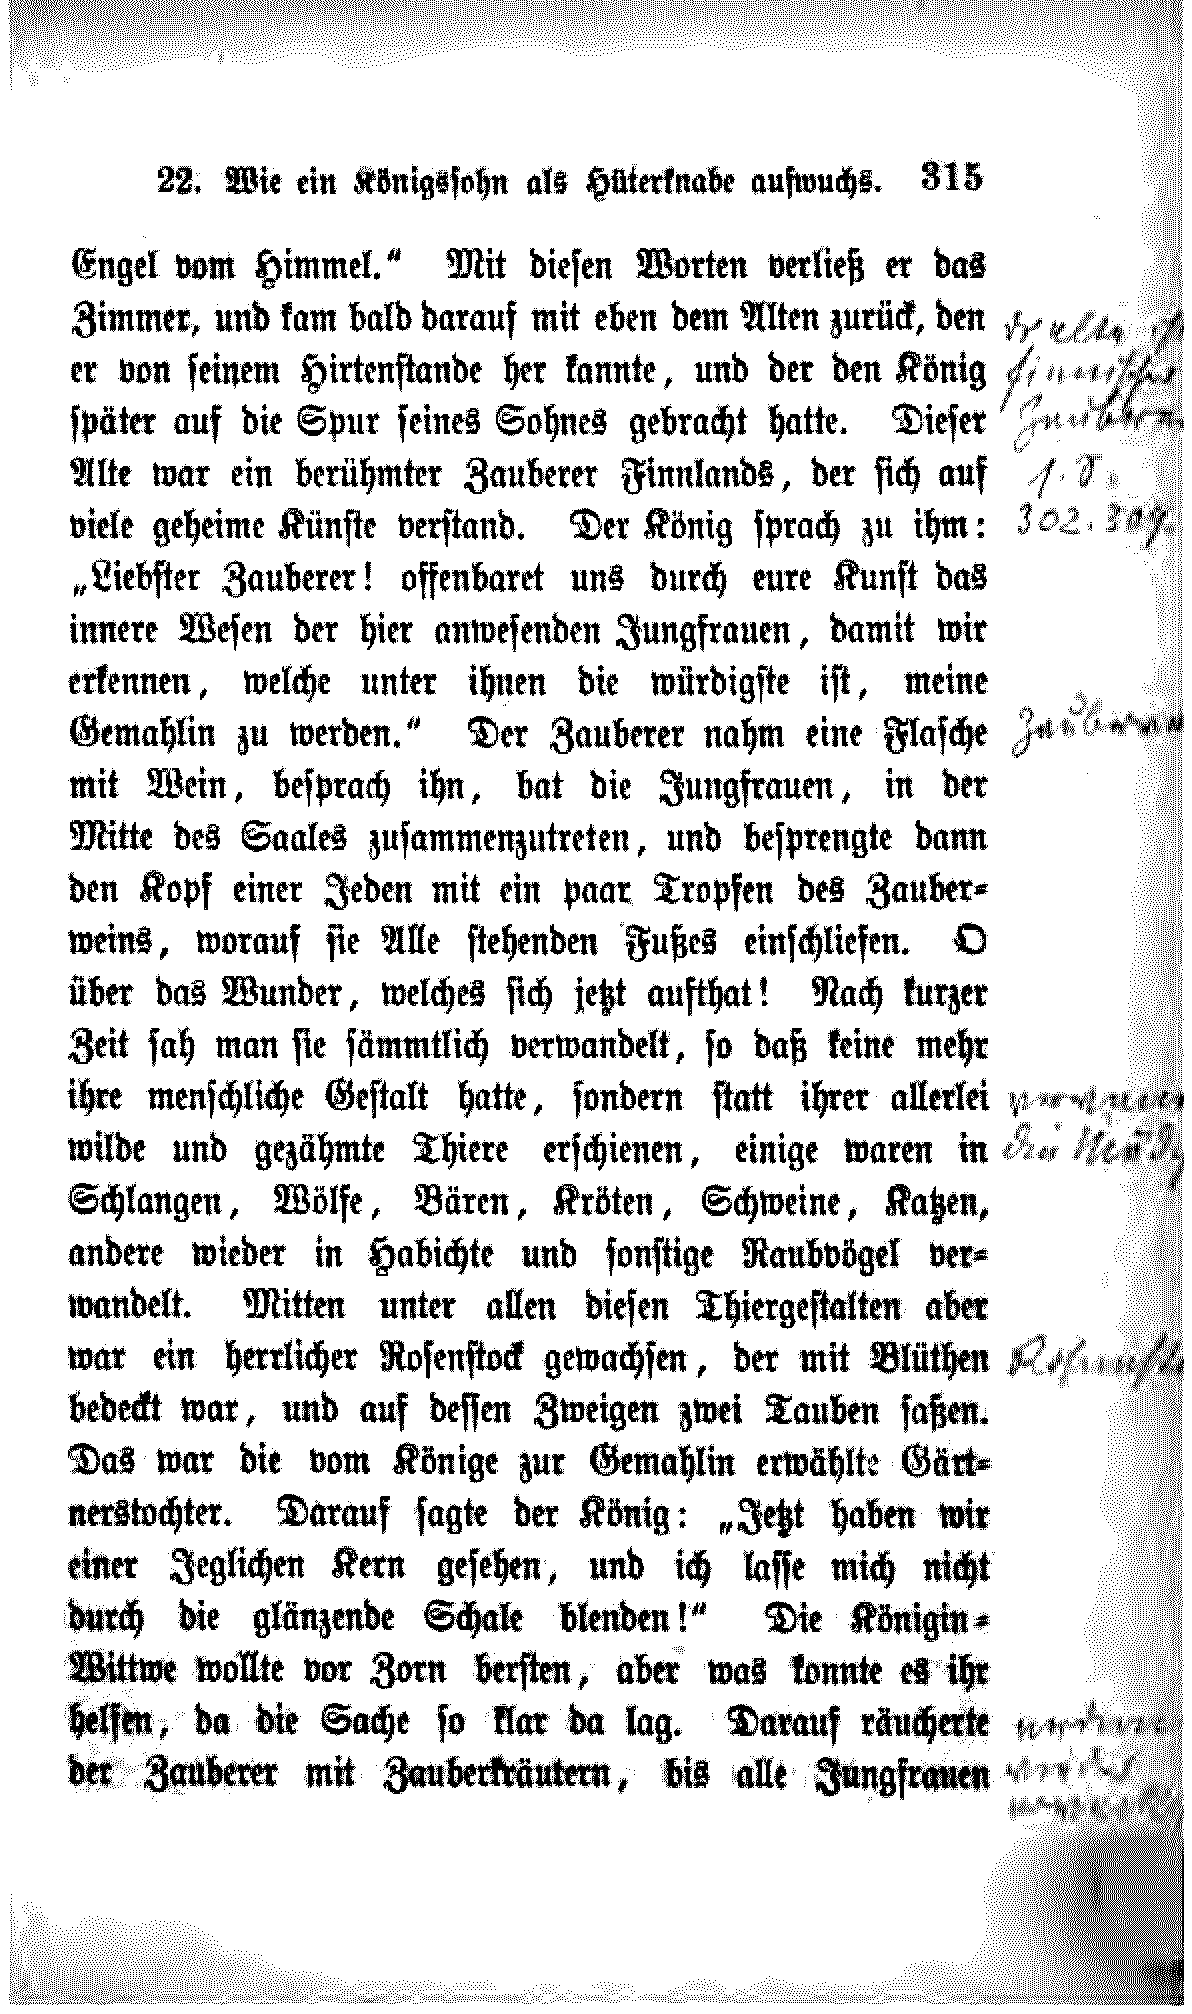 22. Wie ein Königssohn als Hüterknabe aufwuchs. 315
Engel vom Himmel.“ Mit diesen Worten verließ er das
Zimmer, und kam bald darauf mit eben dem Alten zurück, den
er von seinem Hirtenstande her kannte, und der den König
später auf die Spur seines Sohnes gebracht hatte. Dieser
Alte war ein berühmter Zauberer Finnlands, der sich auf
viele geheime Künste verstand. Der König sprach zu ihm:
„Liebster Zauberer! offenbaret uns durch eure Kunst das
innere Wesen der hier anwesenden Jungfrauen, damit wir
erkennen, welche unter ihnen die würdigste ist, meine
Gemahlin zu werden.“ Der Zauberer nahm eine Flasche
mit Wein, besprach ihn, bat die Jungfrauen, in der
Mitte des Saales zusammenzutreten, und besprengte dann
den Kopf einer Jeden mit ein paar Tropfen des Zauber-
weins, worauf sie Alle stehenden Fußes einschliefen. O
über das Wunder, welches sich jetzt aufthat! Nach kurzer
Zeit sah man sie sämmtlich verwandelt, so daß keine mehr
ihre menschliche Gestalt hatte, sondern statt ihrer allerlei
wilde und gezähmte Thiere erschienen, einige waren in
Schlangen, Wölfe, Bären, Kröten, Schweine, Katzen,
andere wieder in Habichte und sonstige Raubvögel ver-
wandelt. Mitten unter allen diesen Thiergestalten aber
war ein herrlicher Rosenstock gewachsen, der mit Blüthen
bedeckt war, und auf dessen Zweigen zwei Tauben saßen.
Das war die vom Könige zur Gemahlin erwählte Gärt-
nerstochter. Darauf sagte der König: „Jetzt haben wir
einer Jeglichen Kern gesehen, und ich lasse mich nicht
durch die glänzende Schale blenden!“ Die Königin-
Wittwe wollte vor Zorn bersten, aber was konnte es ihr
helfen, da die Sache so klar da lag. Darauf räucherte
der Zauberer mit Zauberkräutern, bis alle Jungfrauen
302. 309.